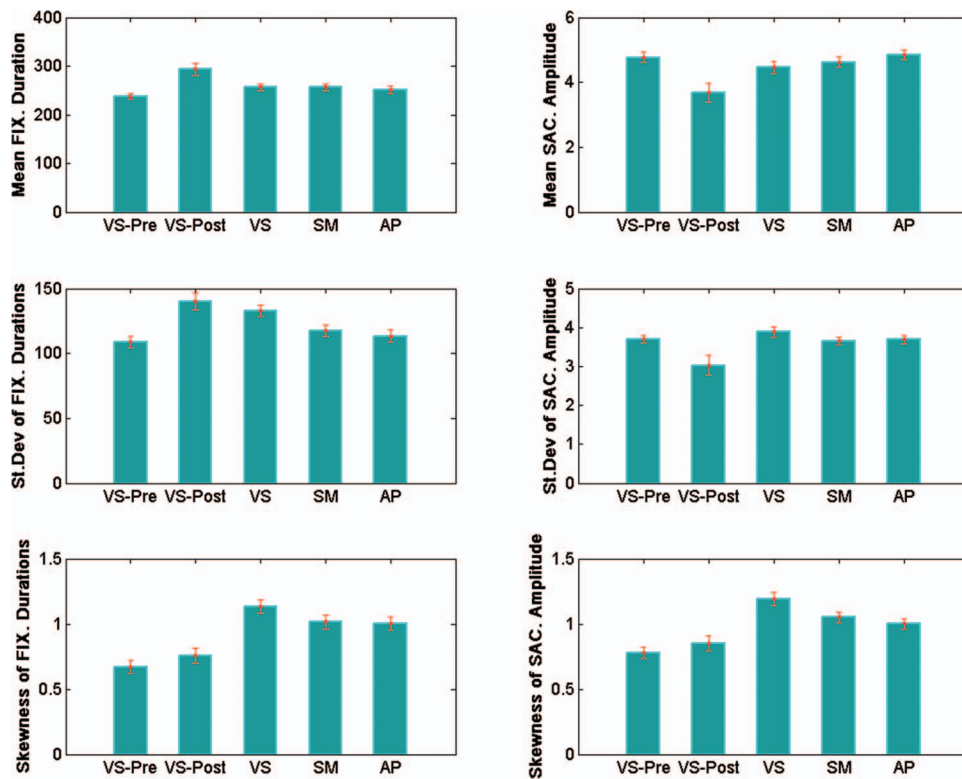 Mean FIX. Duration
400
300
200
100
0
VS-Pre VS-Post VS SM AP
Mean SAC. Amplitude
6
4
2
0
VS-Pre VS-Post VS SM AP
St.Dev of FIX. Durations
150
100
50
0
VS-Pre VS-Post VS SM AP
St.Dev of SAC. Amplitude
5
4
3
2
1
0
VS-Pre VS-Post VS SM AP
Skewness of FIX. Durations
1.5
1
0.5
0
VS-Pre VS-Post VS SM AP
Skewness of SAC. Amplitude
1.5
1
0.5
0
VS-Pre VS-Post VS SM AP